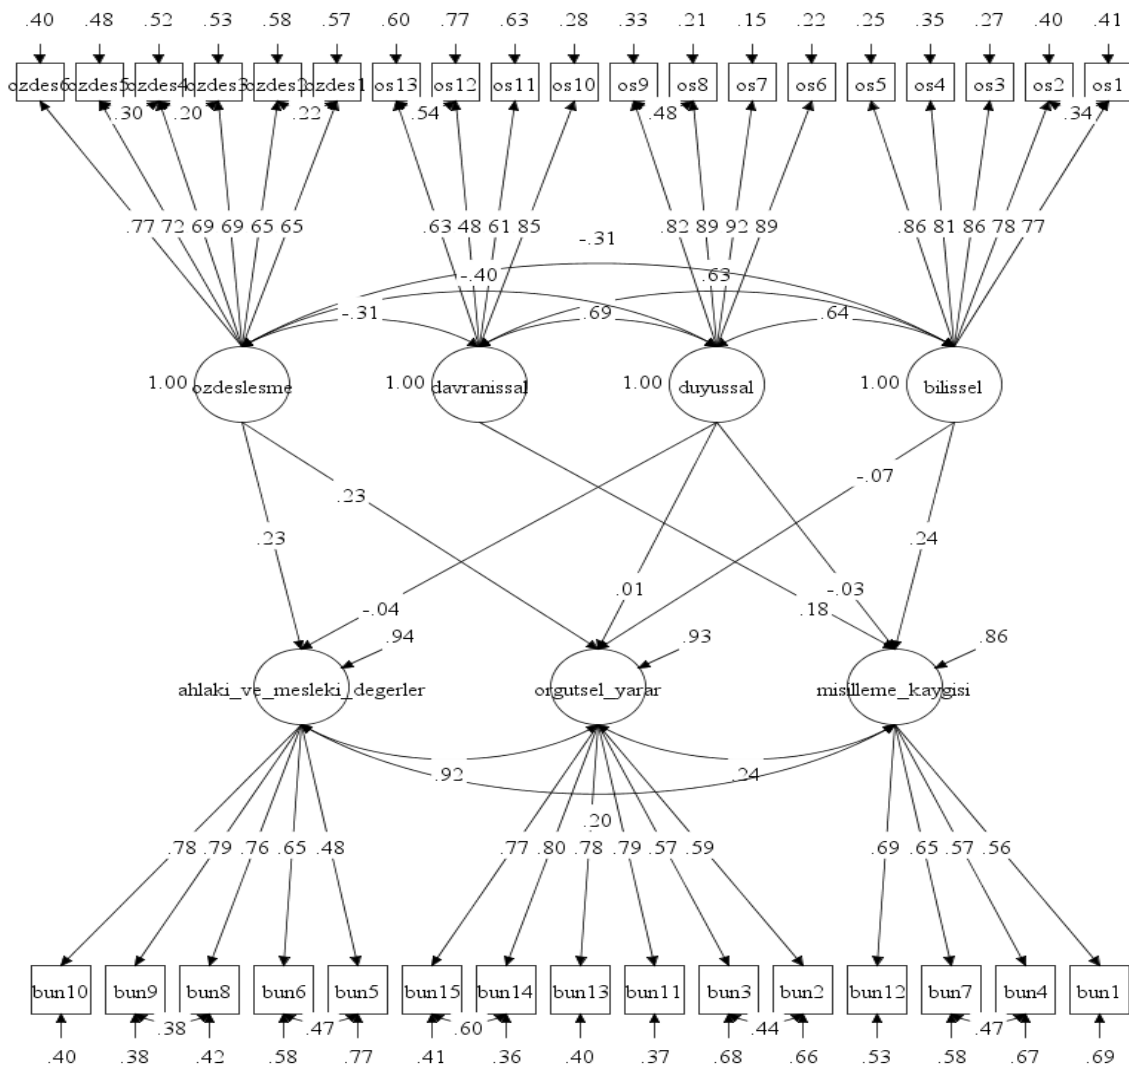 .40 .48 .52 .53 .58 .57 .60 .77 .63 .28 .33 .21 .15 .22 .25 .35 .27 .40 .41
ozdes6 ozdes5 ozdes4 ozdes3 ozdes2 ozdes1 os13 os12 os11 os10 os9 os8 os7 os6 os5 os4 os3 os2 os1
.30 .20 .22 .54 .48 .34
.77 72 69 69 65 65 .63 48 61 85 .82 89 92 89 .86 81 86 78 77
-.31
-.40 .63
-.31 .69 .64
1.00 ozdeslesme 1.00 davranissal 1.00 duyussal 1.00 bilissel
-.07
.23
.23 .24
.01 -.03
-.04 .18
.94 .93 .86
ahlaki_ve_mesleki_degerler orgutsel_yarar misilleme_kaygisi
.92 .24
.20
.78 .79 .76 .65 .48 .77 .80 .78 .79 .57 .59 .69 .65 .57 .56
bun10 bun9 bun8 bun6 bun5 bun15 bun14 bun13 bun11 bun3 bun2 bun12 bun7 bun4 bun1
.38 .47 .60 .44 .47
.40 .38 .42 .58 .77 .41 .36 .40 .37 .68 .66 .53 .58 .67 .69